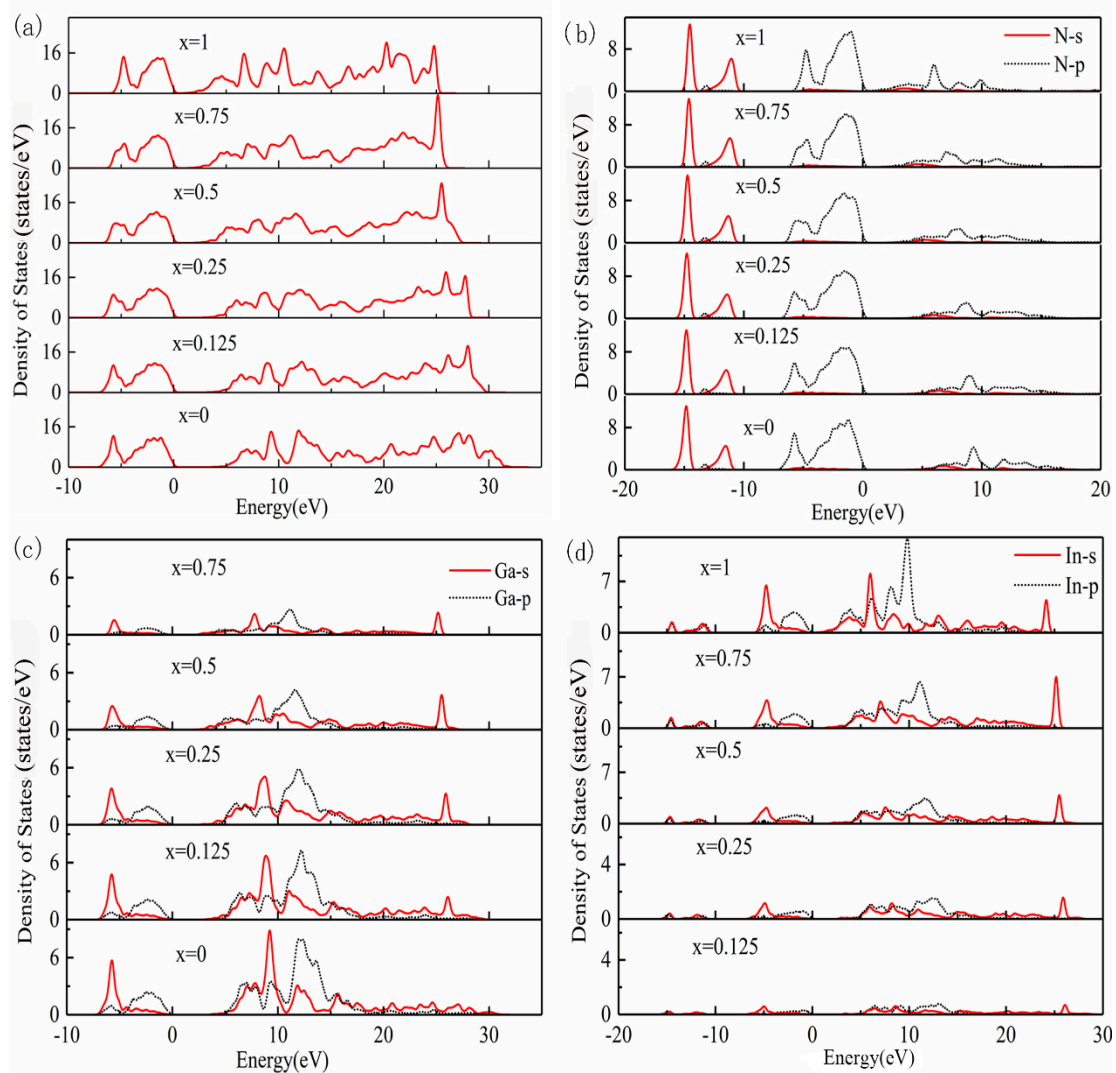 (a)
Density of States (states/eV)
x=1
16
0
x=0.75
16
0
x=0.5
16
0
x=0.25
16
0
x=0.125
16
0
x=0
16
0
-10 0 10 20 30
Energy(eV)
(b)
Density of States (states/eV)
N-s
N-p
x=1
8
0
x=0.75
8
0
x=0.5
8
0
x=0.25
8
0
x=0.125
8
0
x=0
8
0
-20 -10 0 10 20
Energy(eV)
(c)
Density of States (states/eV)
Ga-s
Ga-p
x=0.75
6
0
x=0.5
6
0
x=0.25
6
0
x=0.125
6
0
x=0
6
0
-10 0 10 20 30
Energy(eV)
(d)
Density of States (states/eV)
In-s
In-p
x=1
7
0
x=0.75
7
0
x=0.5
7
0
x=0.25
4
0
x=0.125
4
0
-20 -10 0 10 20 30
Energy(eV)